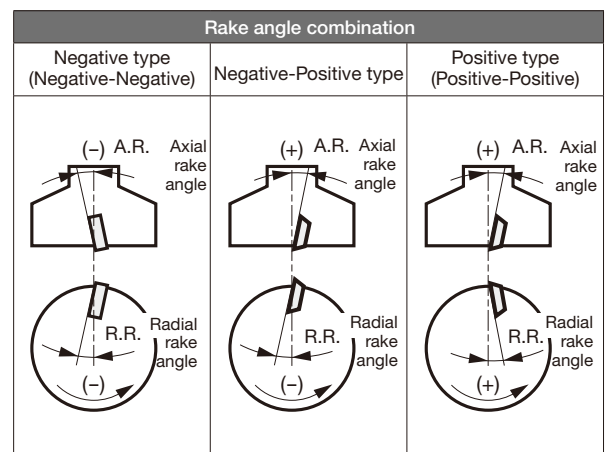 Rake angle combination
Negative type
(Negative-Negative)
Negative-Positive type
Positive type
(Positive-Positive)
(−) A.R. Axial
rake
angle
(+) A.R. Axial
rake
angle
(+) A.R. Axial
rake
angle
R.R. Radial
rake
angle
(−)
R.R. Radial
rake
angle
(−)
R.R. Radial
rake
angle
(+)